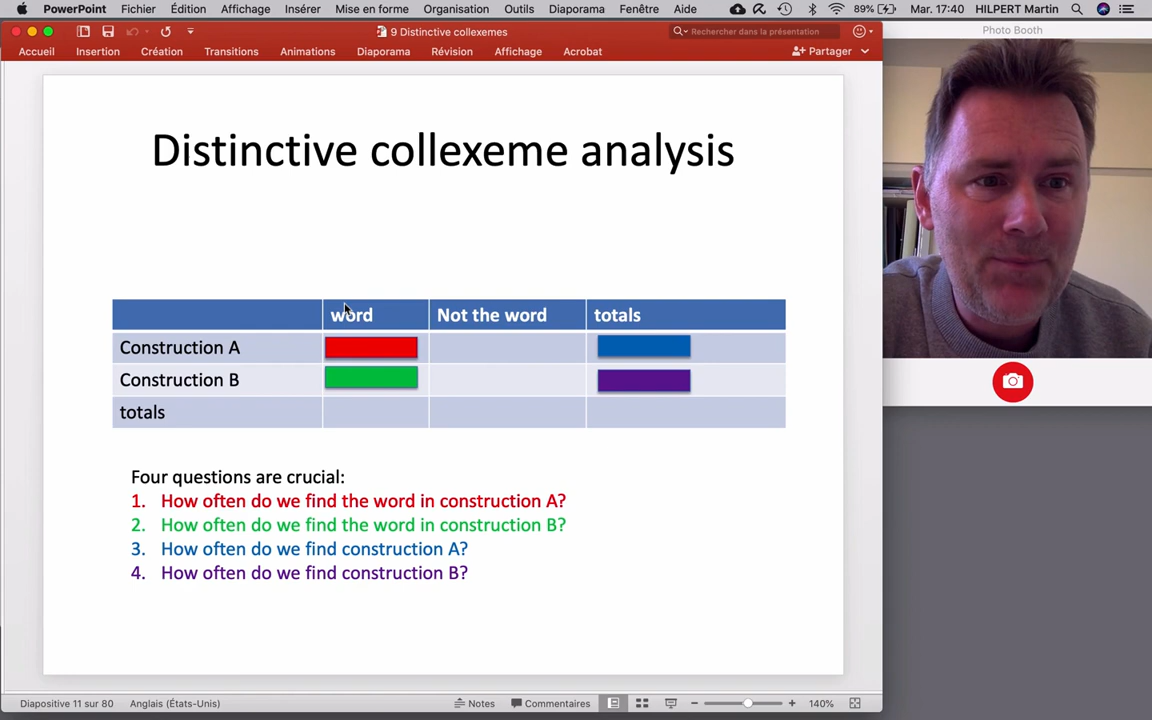 PowerPoint Fichier Édition Affichage Insérer Mise en forme Organisation Outils Diaporama Fenêtre Aide 89% Mar. 17:40 HILPERT Martin
9 Distinctive collexemes
Rechercher dans la présentation
Photo Booth
Accueil Insertion Création Transitions Animations Diaporama Révision Affichage Acrobat Partager
Distinctive collexeme analysis
word Not the word totals
Construction A
Construction B
totals
Four questions are crucial:
1. How often do we find the word in construction A?
2. How often do we find the word in construction B?
3. How often do we find construction A?
4. How often do we find construction B?
Diapositive 11 sur 80 Anglais (États-Unis) Notes Commentaires 140%